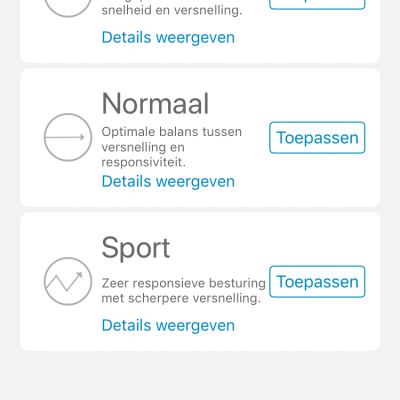 snelheid en versnelling.
Details weergeven
Normaal
Optimale balans tussen
versnelling en
responsiviteit.
Toepassen
Details weergeven
Sport
Zeer responsieve besturing
met scherpere versnelling.
Toepassen
Details weergeven